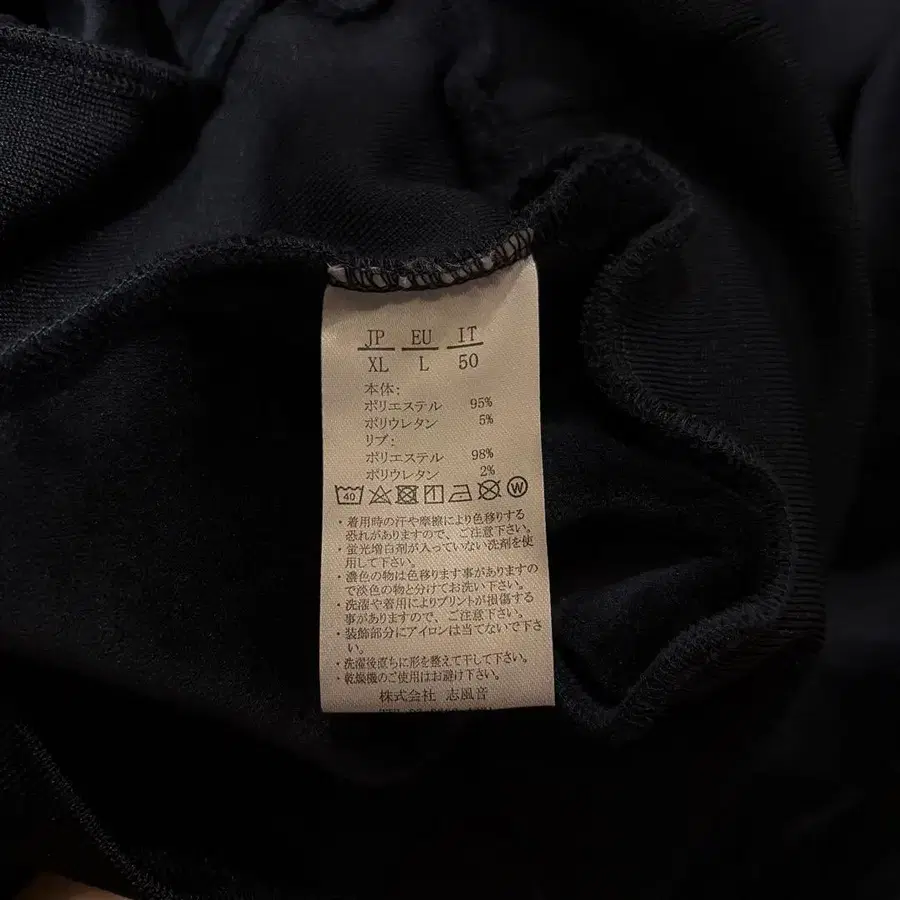 JP EU IT
XL L 50
本体:
ポリエステル 95%
ポリウレタン 5%
リブ:
ポリエステル 98%
ポリウレタン 2%
40 W
・着用時の汗や摩擦により色移りする
恐れがありますので、ご注意下さい。
・蛍光増白剤が入っていない洗剤を使
用して下さい。
・濃色の物は色移りします事がありますの
で淡色の物と分けてお洗い下さい。
・洗濯や着用によりプリントが損傷する
事がありますので、ご注意下さい。
・装飾部分にアイロンは当てないで下さ
い。
・洗濯後直ちに形を整えて干して下さい。
・乾燥機のご使用はお避け下さい。
株式会社 志風音